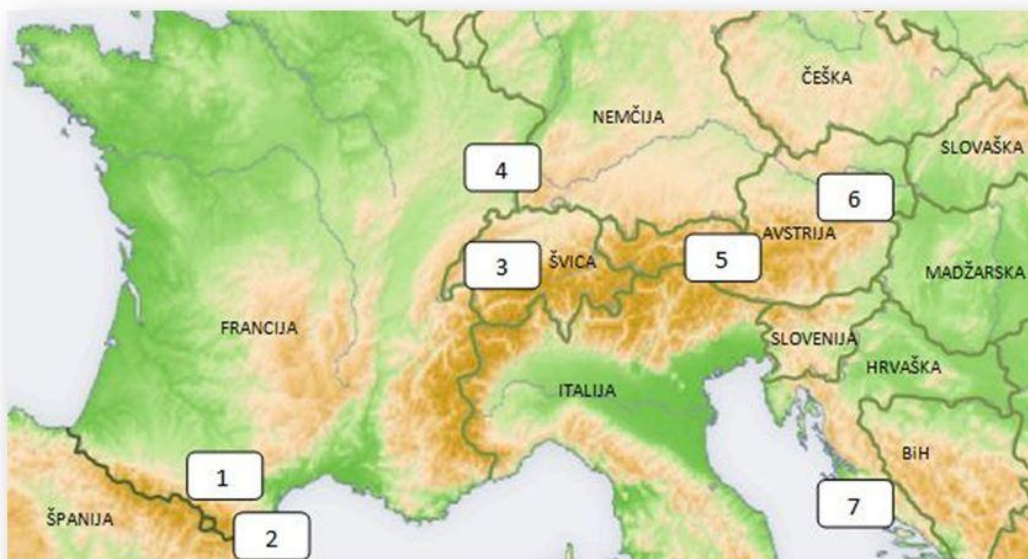 ČEŠKA
NEMČIJA
SLOVAŠKA
4
6
AVSTRIJA
3
ŠVICA
5
MADŽARSKA
FRANCIJA
SLOVENIJA
HRVAŠKA
ITALIJA
BiH
1
7
ŠPANIJA
2